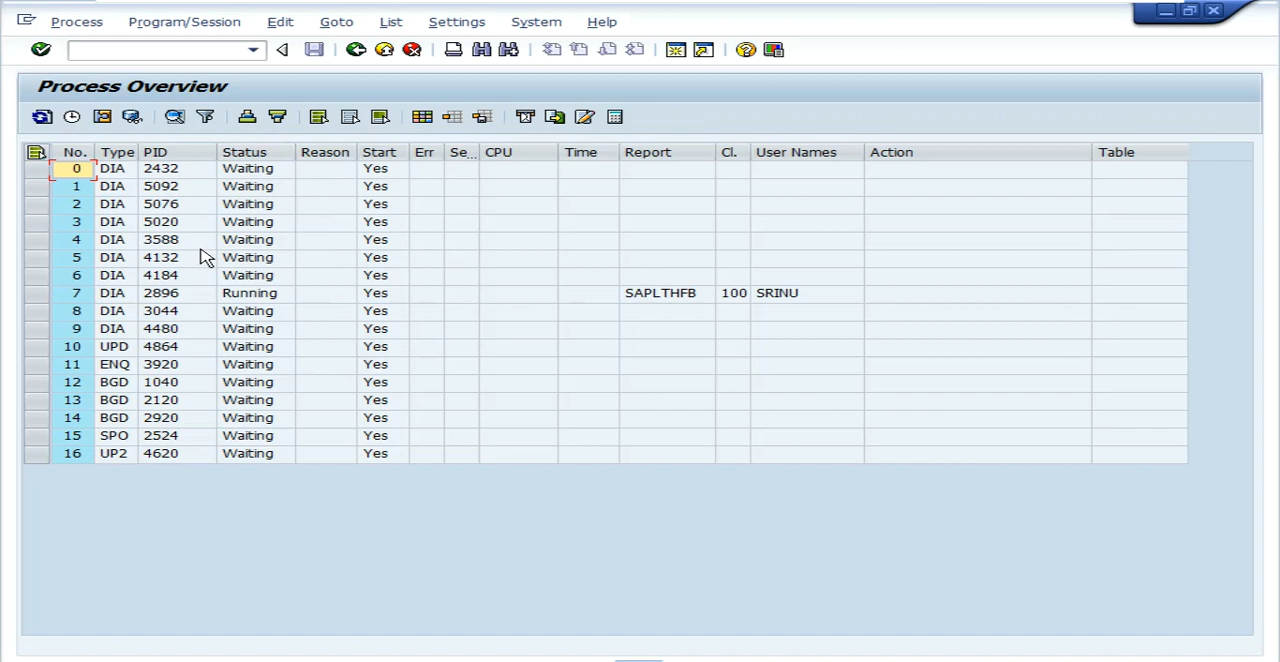 Process Program/Session Edit Goto List Settings System Help
Process Overview
No. Type PID Status Reason Start Err Se... CPU Time Report Cl. User Names Action Table
0 DIA 2432 Waiting Yes
1 DIA 5092 Waiting Yes
2 DIA 5076 Waiting Yes
3 DIA 5020 Waiting Yes
4 DIA 3588 Waiting Yes
5 DIA 4132 Waiting Yes
6 DIA 4184 Waiting Yes
7 DIA 2896 Running Yes SAPLTHFB 100 SRINU
8 DIA 3044 Waiting Yes
9 DIA 4480 Waiting Yes
10 UPD 4864 Waiting Yes
11 ENQ 3920 Waiting Yes
12 BGD 1040 Waiting Yes
13 BGD 2120 Waiting Yes
14 BGD 2920 Waiting Yes
15 SPO 2524 Waiting Yes
16 UP2 4620 Waiting Yes